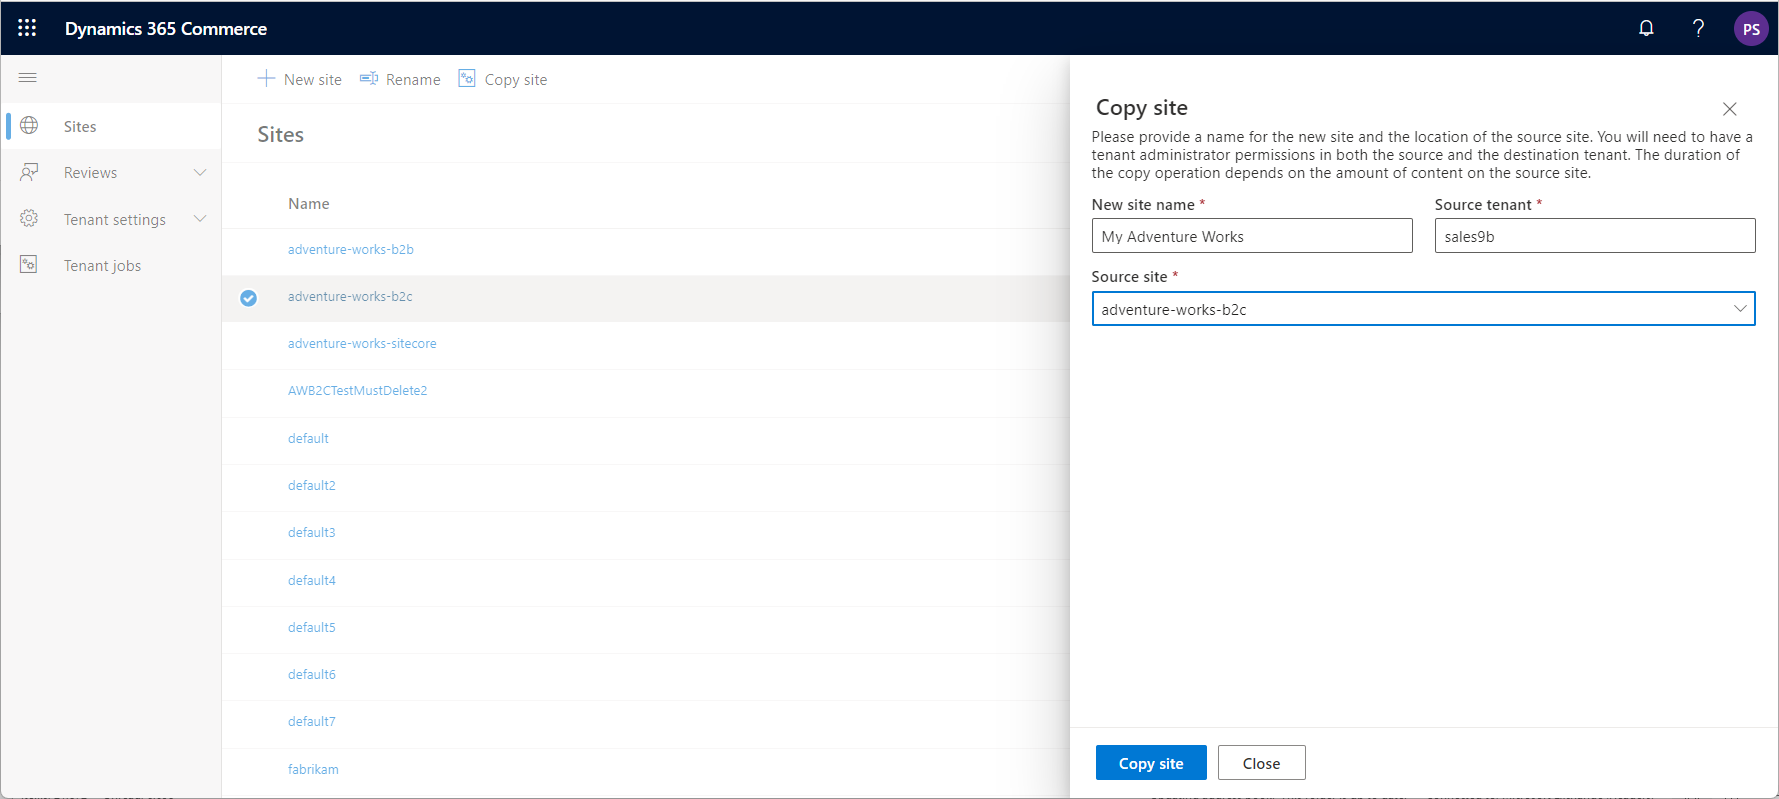 Dynamics 365 Commerce
PS
New site
Rename
Copy site
Sites
Reviews
Tenant settings
Tenant jobs
Sites
Name
adventure-works-b2b
adventure-works-b2c
adventure-works-sitecore
AWB2CTestMustDelete2
default
default2
default3
default4
default5
default6
default7
fabrikam
Copy site
Please provide a name for the new site and the location of the source site. You will need to have a
tenant administrator permissions in both the source and the destination tenant. The duration of
the copy operation depends on the amount of content on the source site.
New site name *
Source tenant *
My Adventure Works
sales9b
Source site *
adventure-works-b2c
Copy site
Close